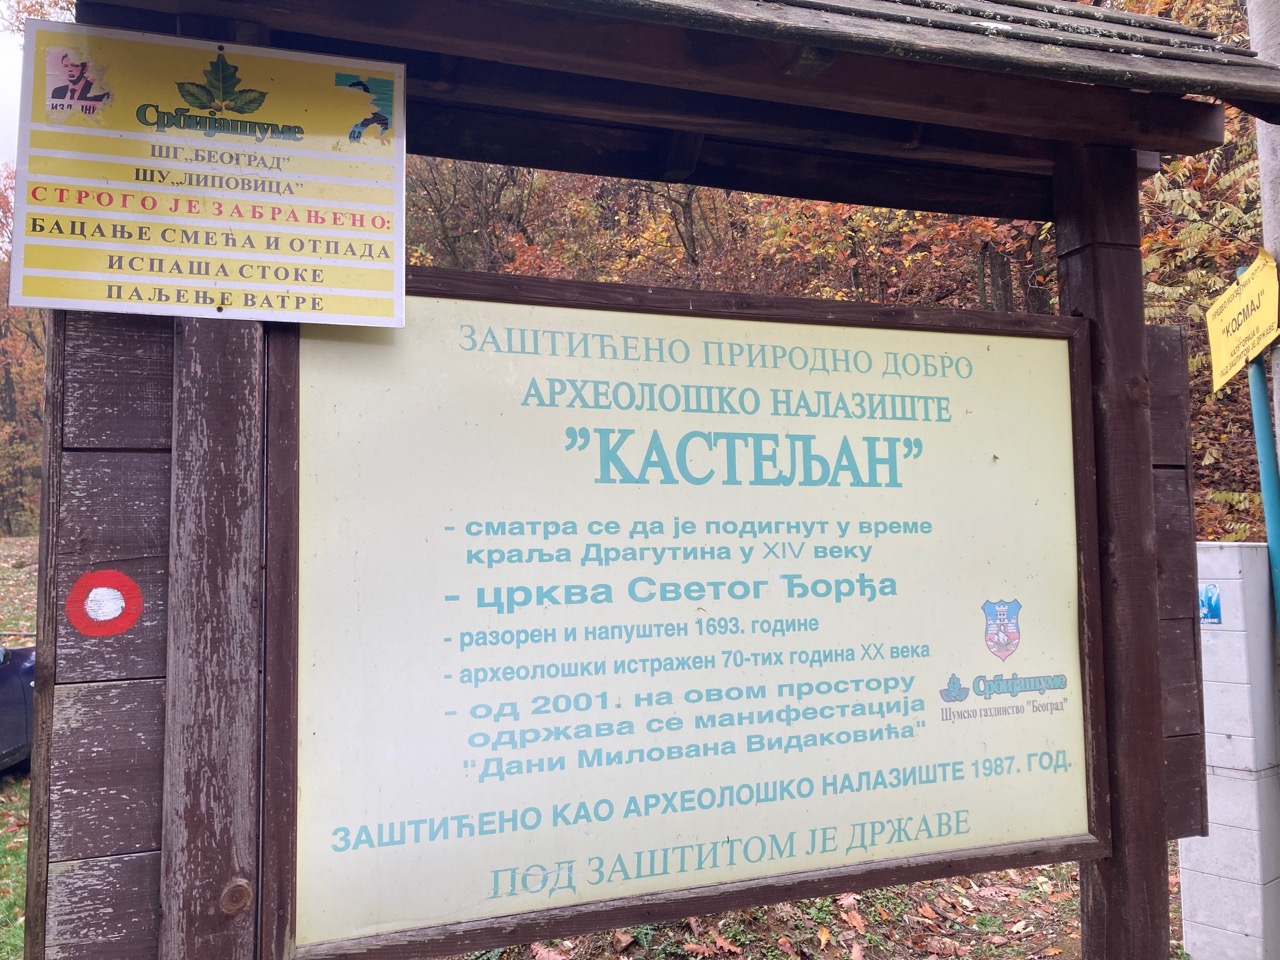 Србијашуме
ШГ„БЕОГРАД”
ШУ„ЛИПОВИЦА”
СТРОГО ЈЕ ЗАБРАЊЕНО:
БАЦАЊЕ СМЕЋА И ОТПАДА
ИСПАША СТОКЕ
ПАЉЕЊЕ ВАТРЕ
ЗАШТИЋЕНО ПРИРОДНО ДОБРО
АРХЕОЛОШКО НАЛАЗИШТЕ
”КАСТЕЉАН”
- сматра се да је подигнут у време
краља Драгутина у XIV веку
- црква Светог Ђорђа
- разорен и напуштен 1693. године
- археолошки истражен 70-тих година XX века
- од 2001. на овом простору
одржава се манифестација
"Дани Милована Видаковића"
Србијашуме
Шумско газдинство "Београд"
ЗАШТИЋЕНО КАО АРХЕОЛОШКО НАЛАЗИШТЕ 1987. ГОД.
ПОД ЗАШТИТОМ ЈЕ ДРЖАВЕ
"КОСМАЈ"
КАТЕГОРИЈА II
ЈЕ ДРЖАВЕ